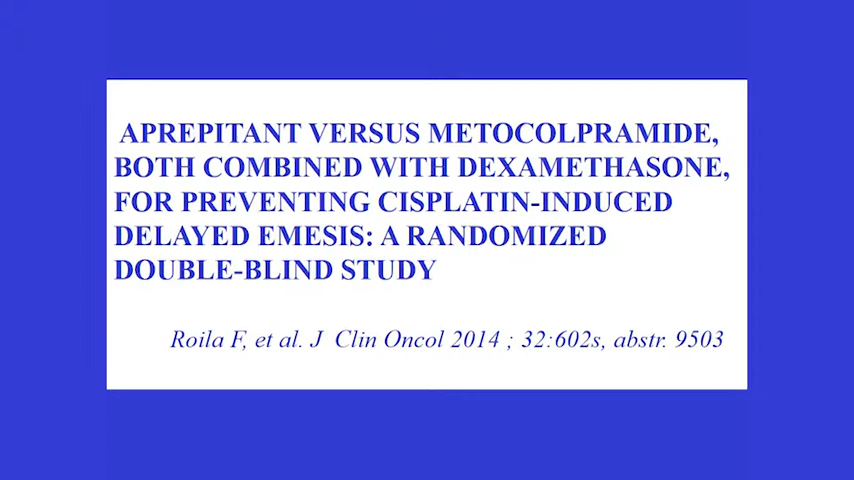 APREPITANT VERSUS METOCOLPRAMIDE,
BOTH COMBINED WITH DEXAMETHASONE,
FOR PREVENTING CISPLATIN-INDUCED
DELAYED EMESIS: A RANDOMIZED
DOUBLE-BLIND STUDY
Roila F, et al. J Clin Oncol 2014 ; 32:602s, abstr. 9503